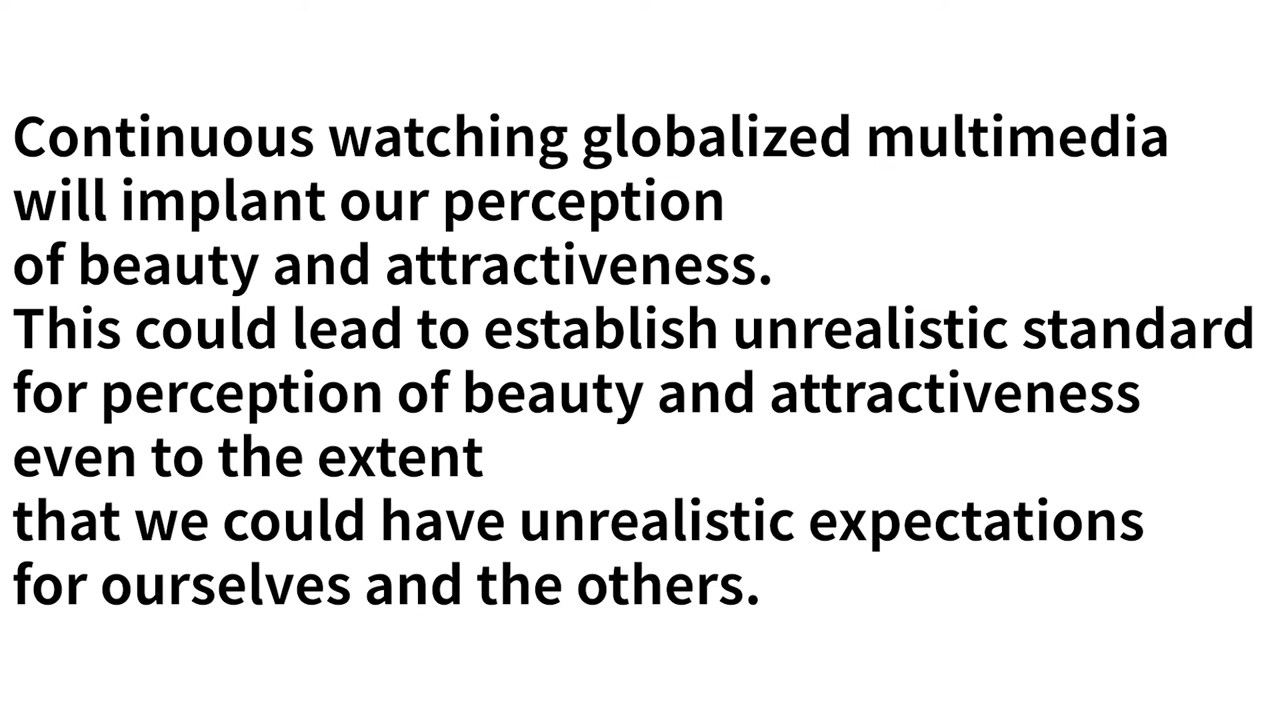 Continuous watching globalized multimedia
will implant our perception
of beauty and attractiveness.
This could lead to establish unrealistic standard
for perception of beauty and attractiveness
even to the extent
that we could have unrealistic expectations
for ourselves and the others.